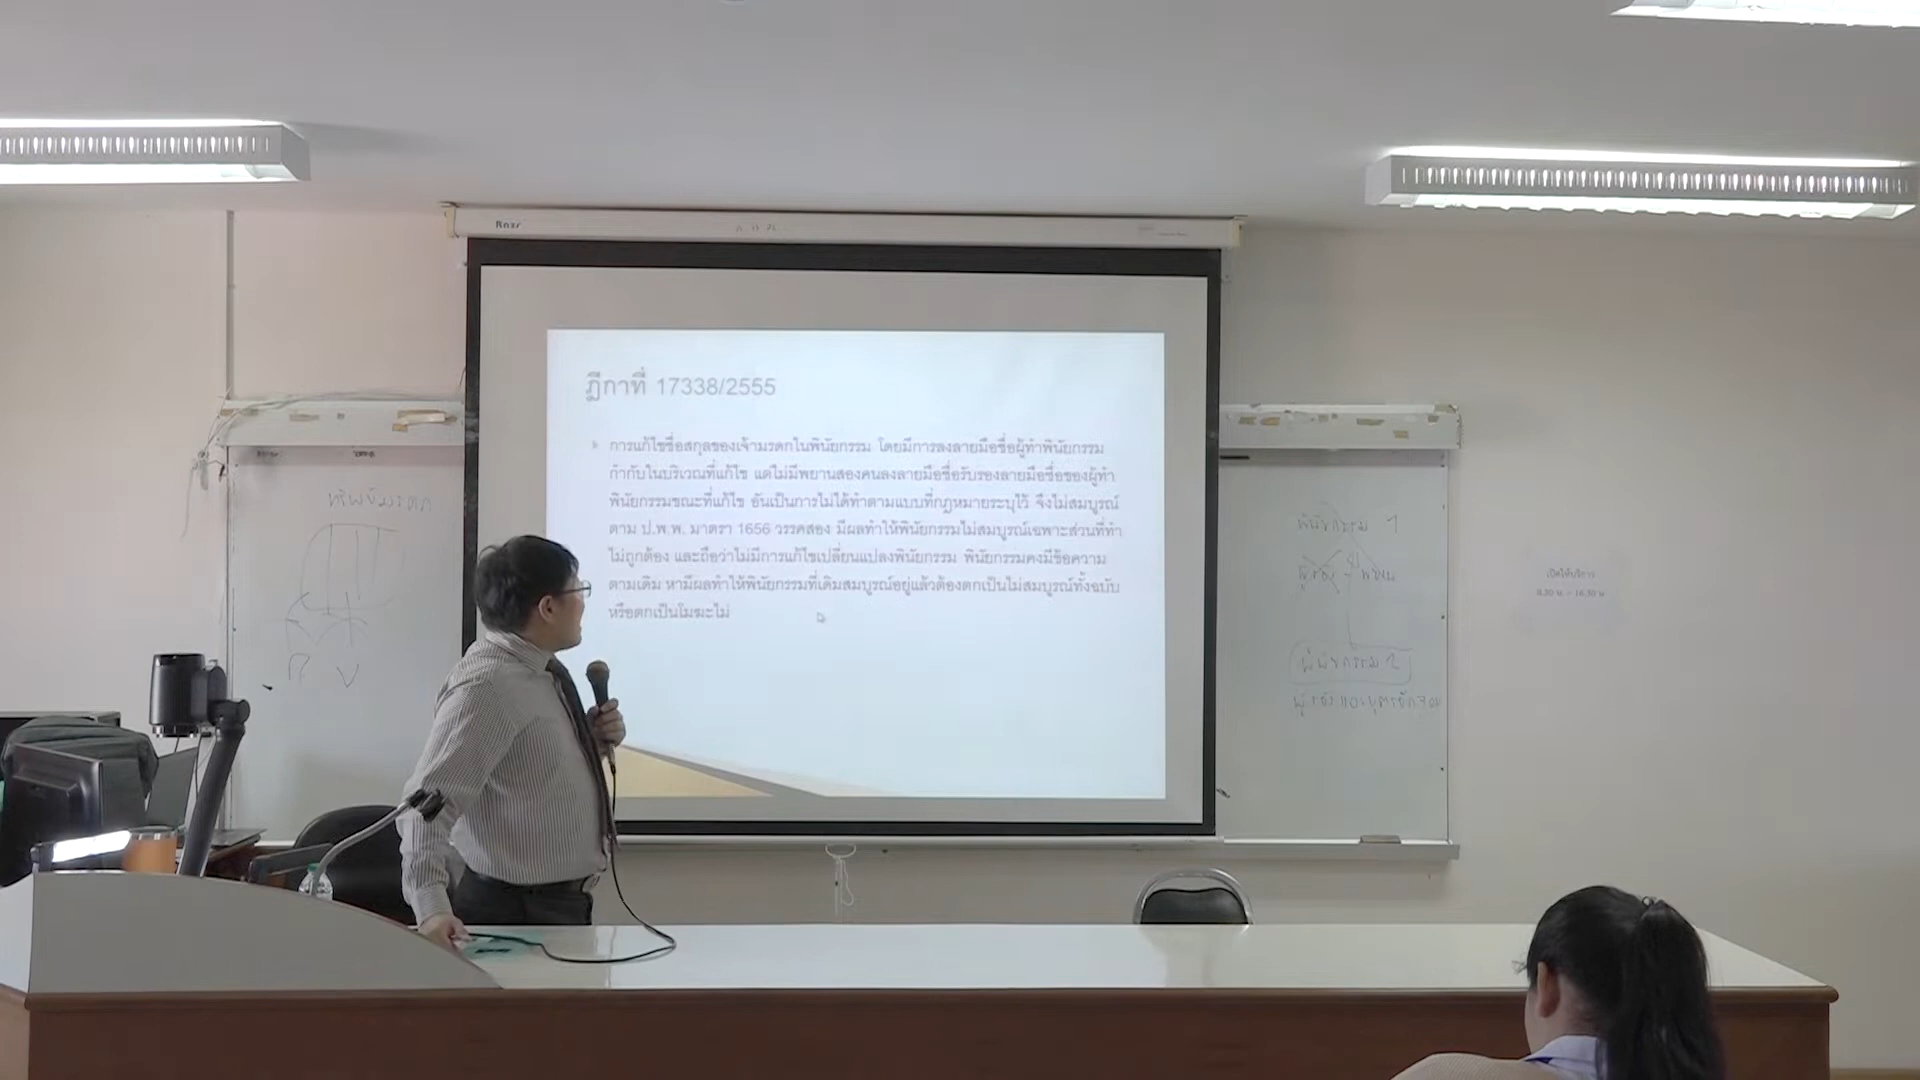 ฎีกาที่ 17338/2555
การแก้ไขชื่อสกุลของเจ้ามรดกในพินัยกรรม โดยมีการลงลายมือชื่อผู้ทำพินัยกรรม
กำกับในบริเวณที่แก้ไข แต่ไม่มีพยานสองคนลงลายมือชื่อรับรองลายมือชื่อของผู้ทำ
พินัยกรรมขณะที่แก้ไข อันเป็นการไม่ได้ทำตามแบบที่กฎหมายระบุไว้ จึงไม่สมบูรณ์
ตาม ป.พ.พ. มาตรา 1656 วรรคสอง มีผลทำให้พินัยกรรมไม่สมบูรณ์เฉพาะส่วนที่ทำ
ไม่ถูกต้อง และถือว่าไม่มีการแก้ไขเปลี่ยนแปลงพินัยกรรม พินัยกรรมคงมีข้อความ
ตามเดิม หามีผลทำให้พินัยกรรมที่เดิมสมบูรณ์อยู่แล้วต้องตกเป็นไม่สมบูรณ์ทั้งฉบับ
หรือตกเป็นโมฆะไม่
พินัยกรรม 1
เปิดให้บริการ
8.30 น. - 16.30 น.